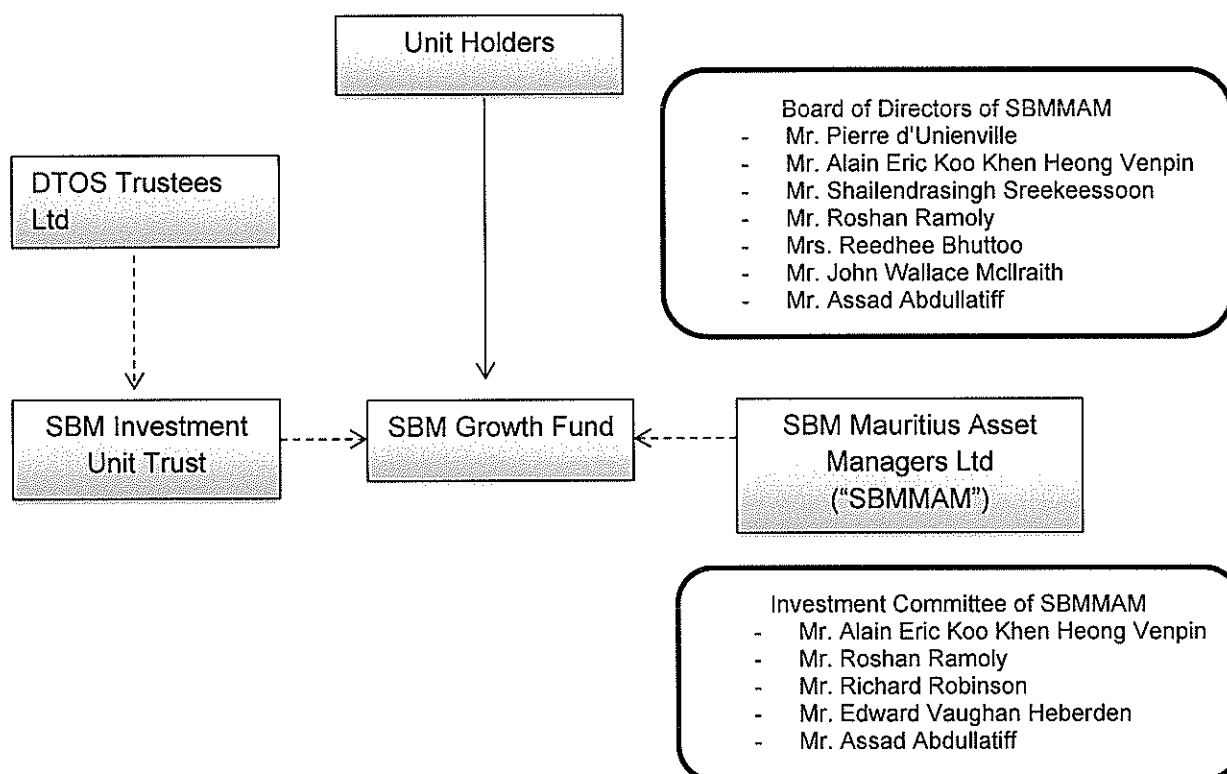 Unit Holders
Board of Directors of SBMMAM
- Mr. Pierre d'Unienville
- Mr. Alain Eric Koo Khen Heong Venpin
- Mr. Shailendrasingh Sreekeessoon
- Mr. Roshan Ramoly
- Mrs. Reedhee Bhuttoo
- Mr. John Wallace McIlraith
- Mr. Assad Abdullatiff
DTOS Trustees
Ltd
SBM Investment
Unit Trust
SBM Growth Fund
SBM Mauritius Asset
Managers Ltd
("SBMMAM")
Investment Committee of SBMMAM
- Mr. Alain Eric Koo Khen Heong Venpin
- Mr. Roshan Ramoly
- Mr. Richard Robinson
- Mr. Edward Vaughan Heberden
- Mr. Assad Abdullatiff